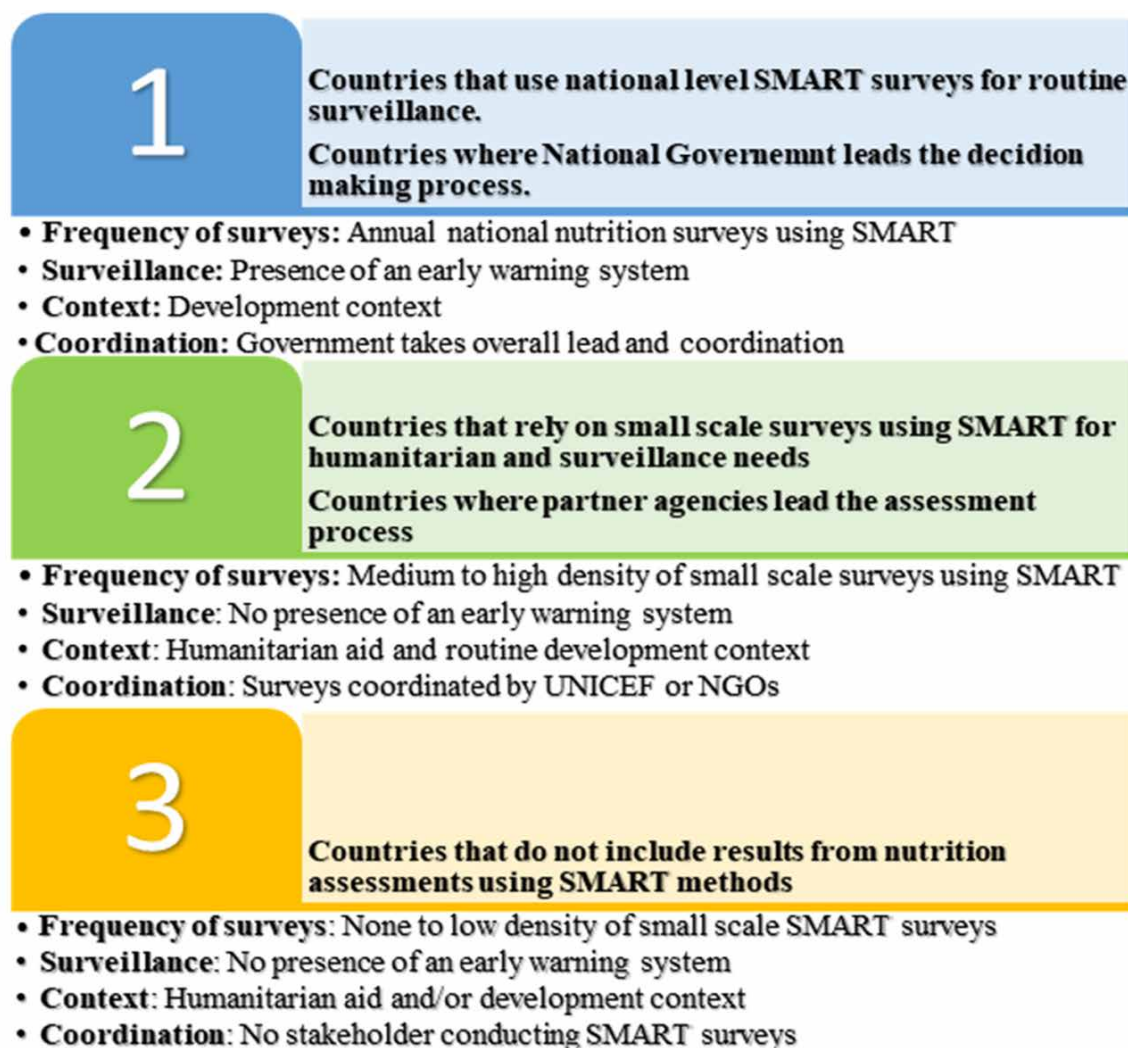 1
Countries that use national level SMART surveys for routine
surveillance.
Countries where National Governemnt leads the decidion
making process.
• Frequency of surveys: Annual national nutrition surveys using SMART
• Surveillance: Presence of an early warning system
• Context: Development context
• Coordination: Government takes overall lead and coordination
2
Countries that rely on small scale surveys using SMART for
humanitarian and surveillance needs
Countries where partner agencies lead the assessment
process
• Frequency of surveys: Medium to high density of small scale surveys using SMART
• Surveillance: No presence of an early warning system
• Context: Humanitarian aid and routine development context
• Coordination: Surveys coordinated by UNICEF or NGOs
3
Countries that do not include results from nutrition
assessments using SMART methods
• Frequency of surveys: None to low density of small scale SMART surveys
• Surveillance: No presence of an early warning system
• Context: Humanitarian aid and/or development context
• Coordination: No stakeholder conducting SMART surveys